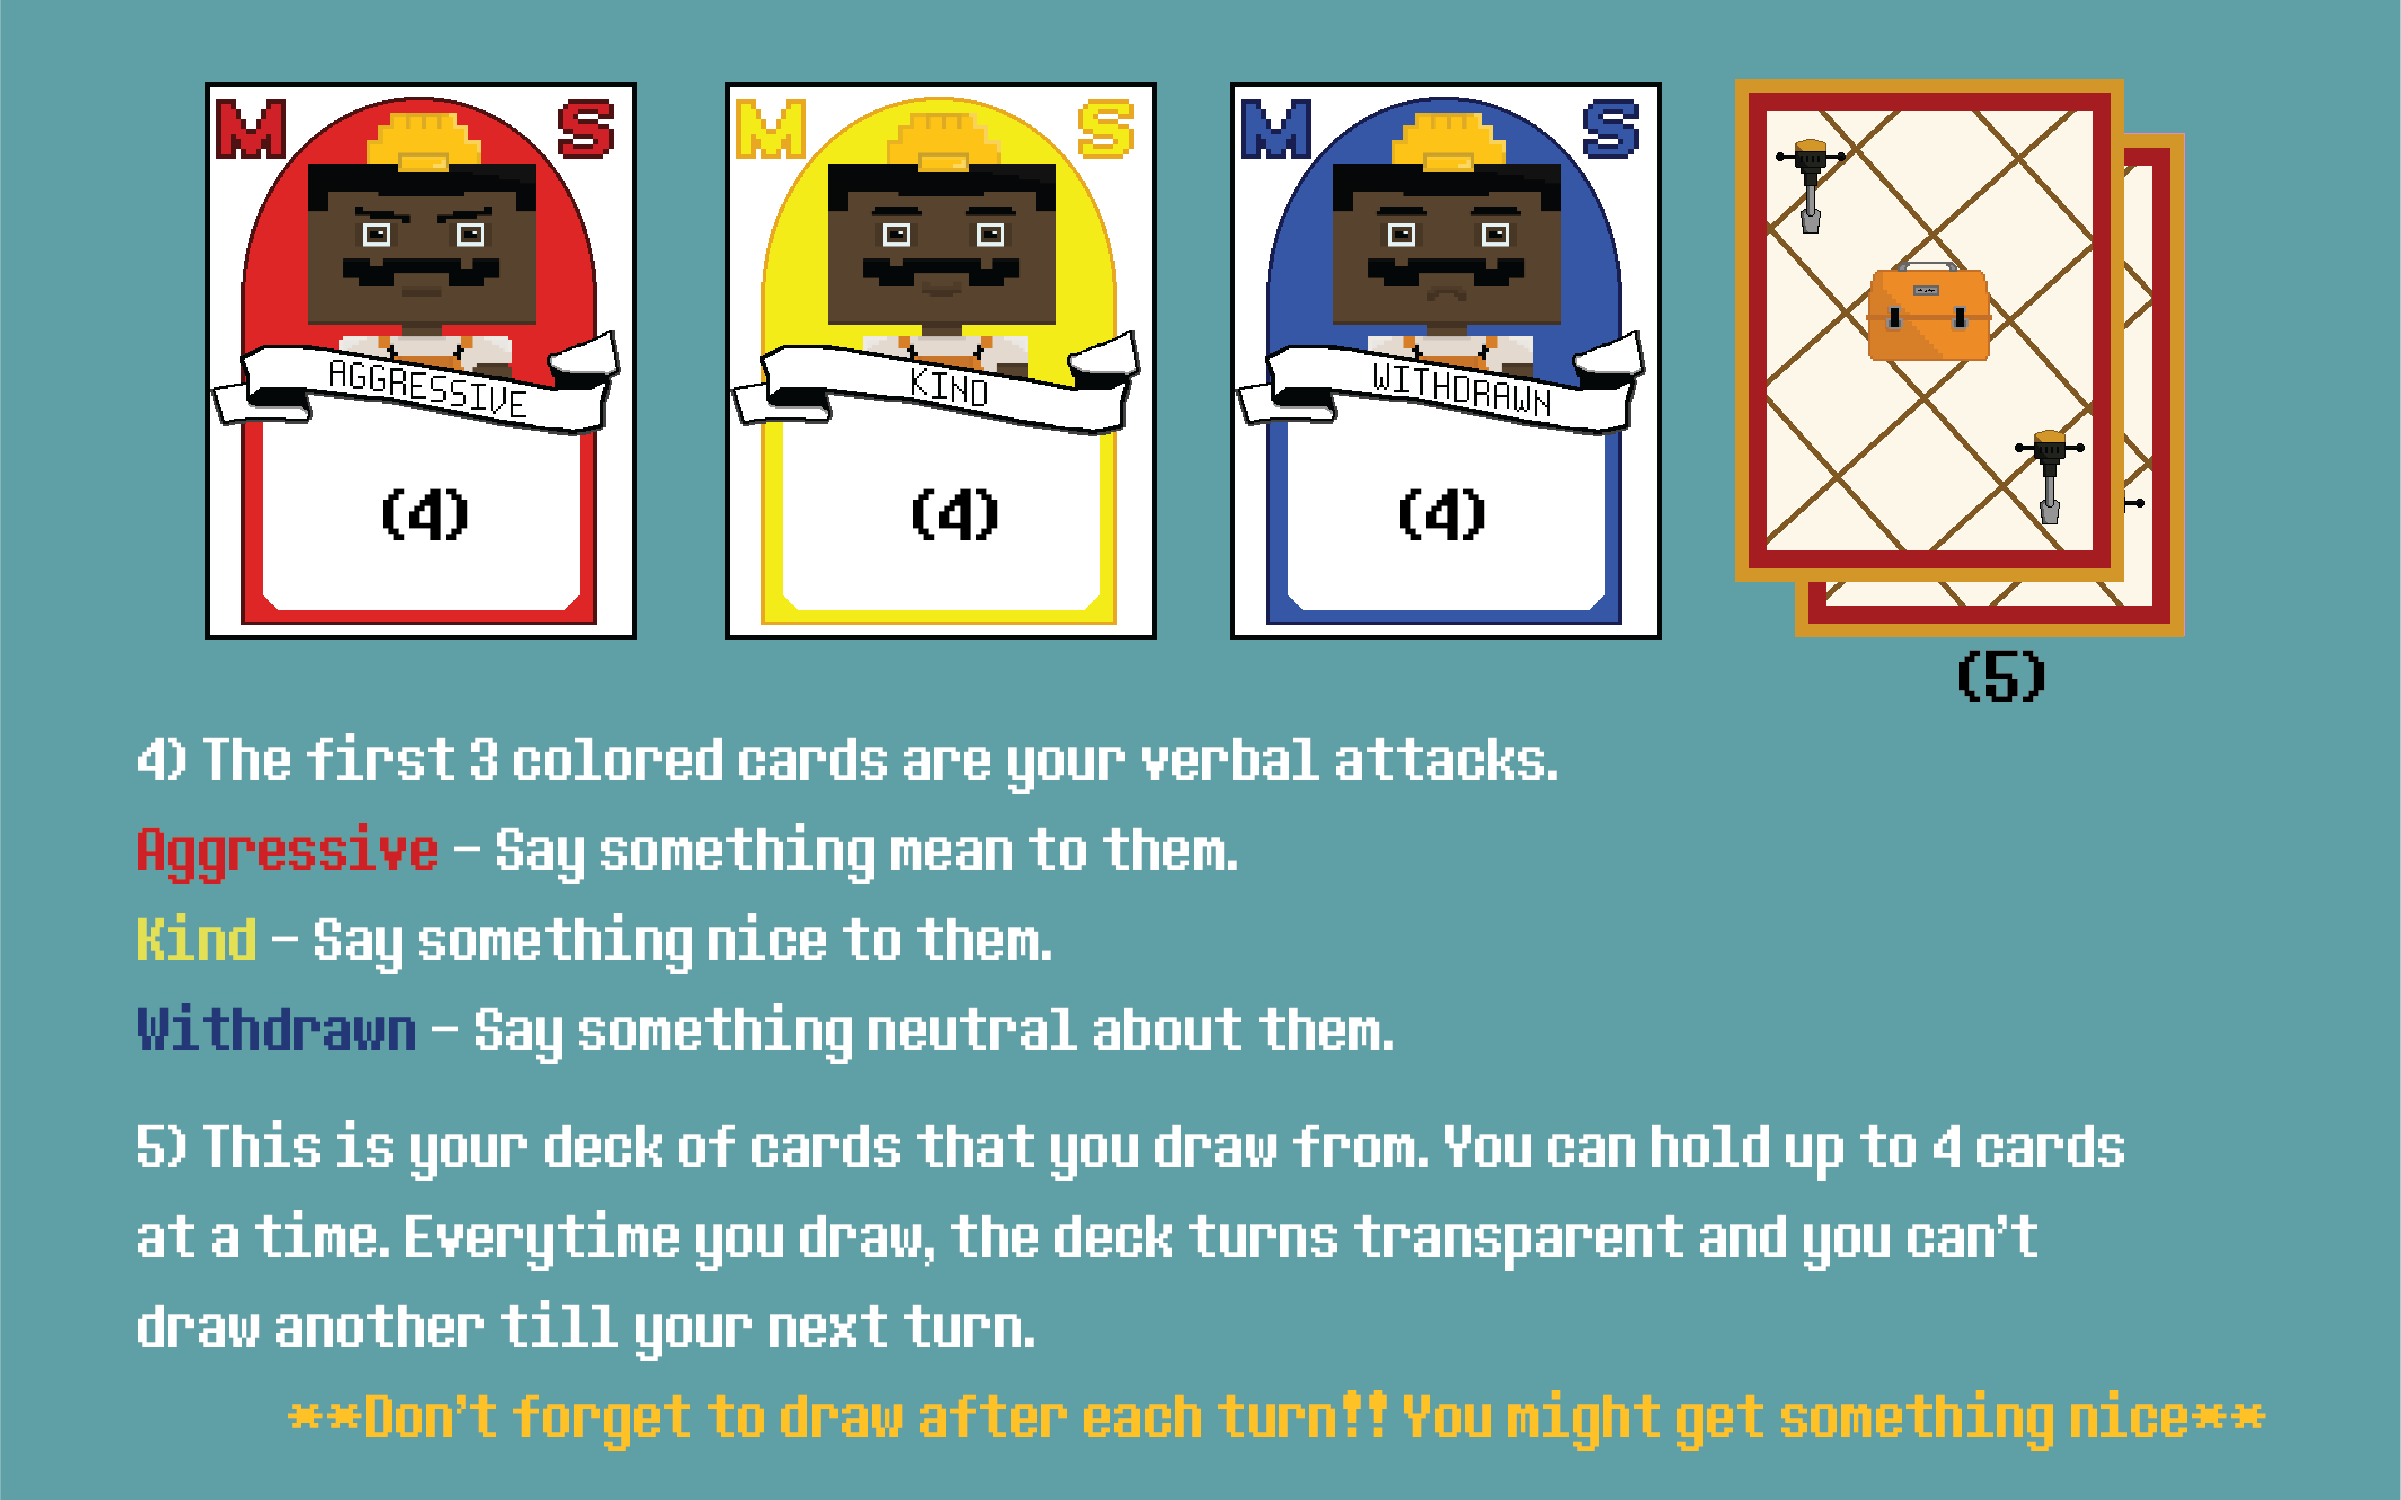 M S M S M S
AGGRESSIVE KIND WITHDRAWN
(4) (4) (4)
(5)
4) The first 3 colored cards are your verbal attacks.
Aggressive - Say something mean to them.
Kind - Say something nice to them.
Withdrawn - Say something neutral about them.
5) This is your deck of cards that you draw from. You can hold up to 4 cards
at a time. Everytime you draw, the deck turns transparent and you can't
draw another till your next turn.
**Don't forget to draw after each turn!! You might get something nice**